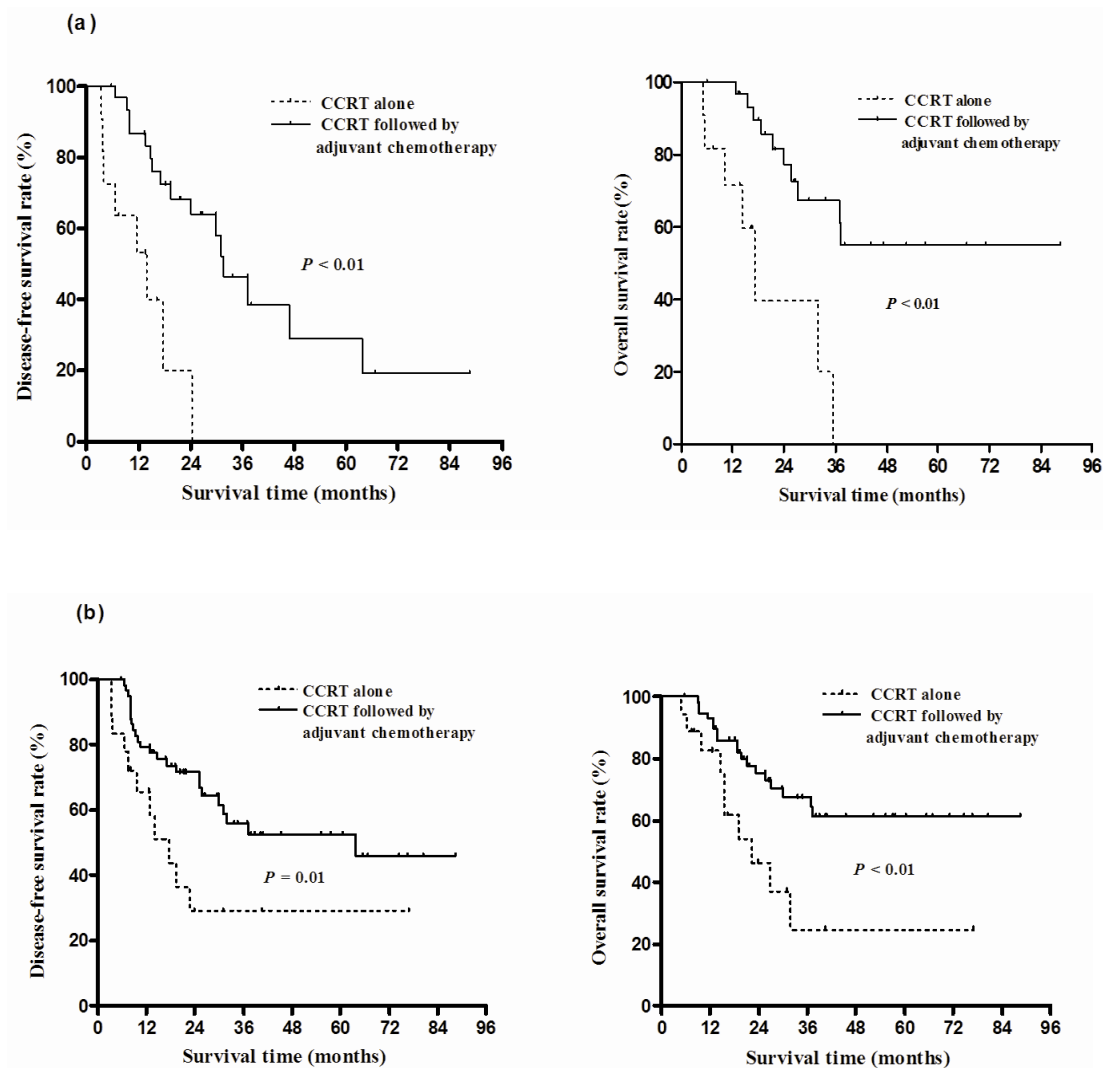 (a)
100
80
60
40
20
0
Disease-free survival rate (%)
CCRT alone
CCRT followed by
adjuvant chemotherapy
P < 0.01
0 12 24 36 48 60 72 84 96
Survival time (months)
100
80
60
40
20
0
Overall survival rate (%)
CCRT alone
CCRT followed by
adjuvant chemotherapy
P < 0.01
0 12 24 36 48 60 72 84 96
Survival time (months)
(b)
100
80
60
40
20
0
Disease-free survival rate (%)
CCRT alone
CCRT followed by
adjuvant chemotherapy
P = 0.01
0 12 24 36 48 60 72 84 96
Survival time (months)
100
80
60
40
20
0
Overall survival rate (%)
CCRT alone
CCRT followed by
adjuvant chemotherapy
P < 0.01
0 12 24 36 48 60 72 84 96
Survival time (months)